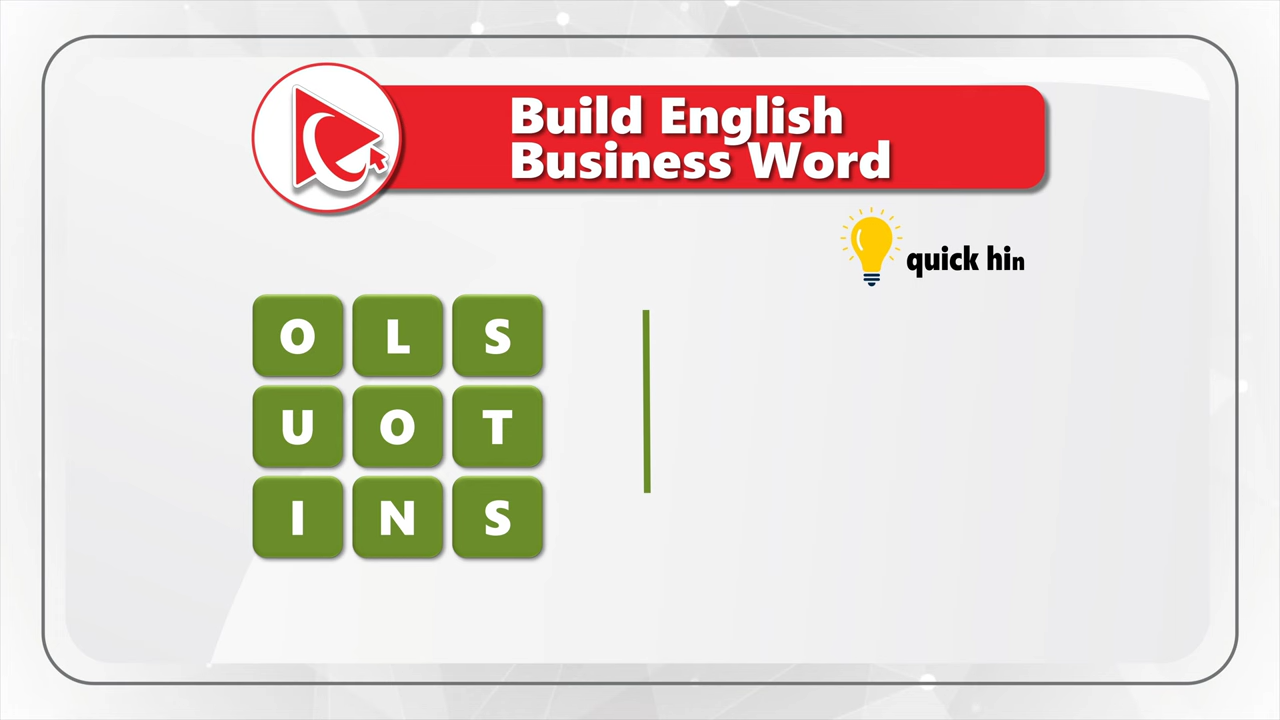 Build English
Business Word
quick hin
O L S
U O T
I N S